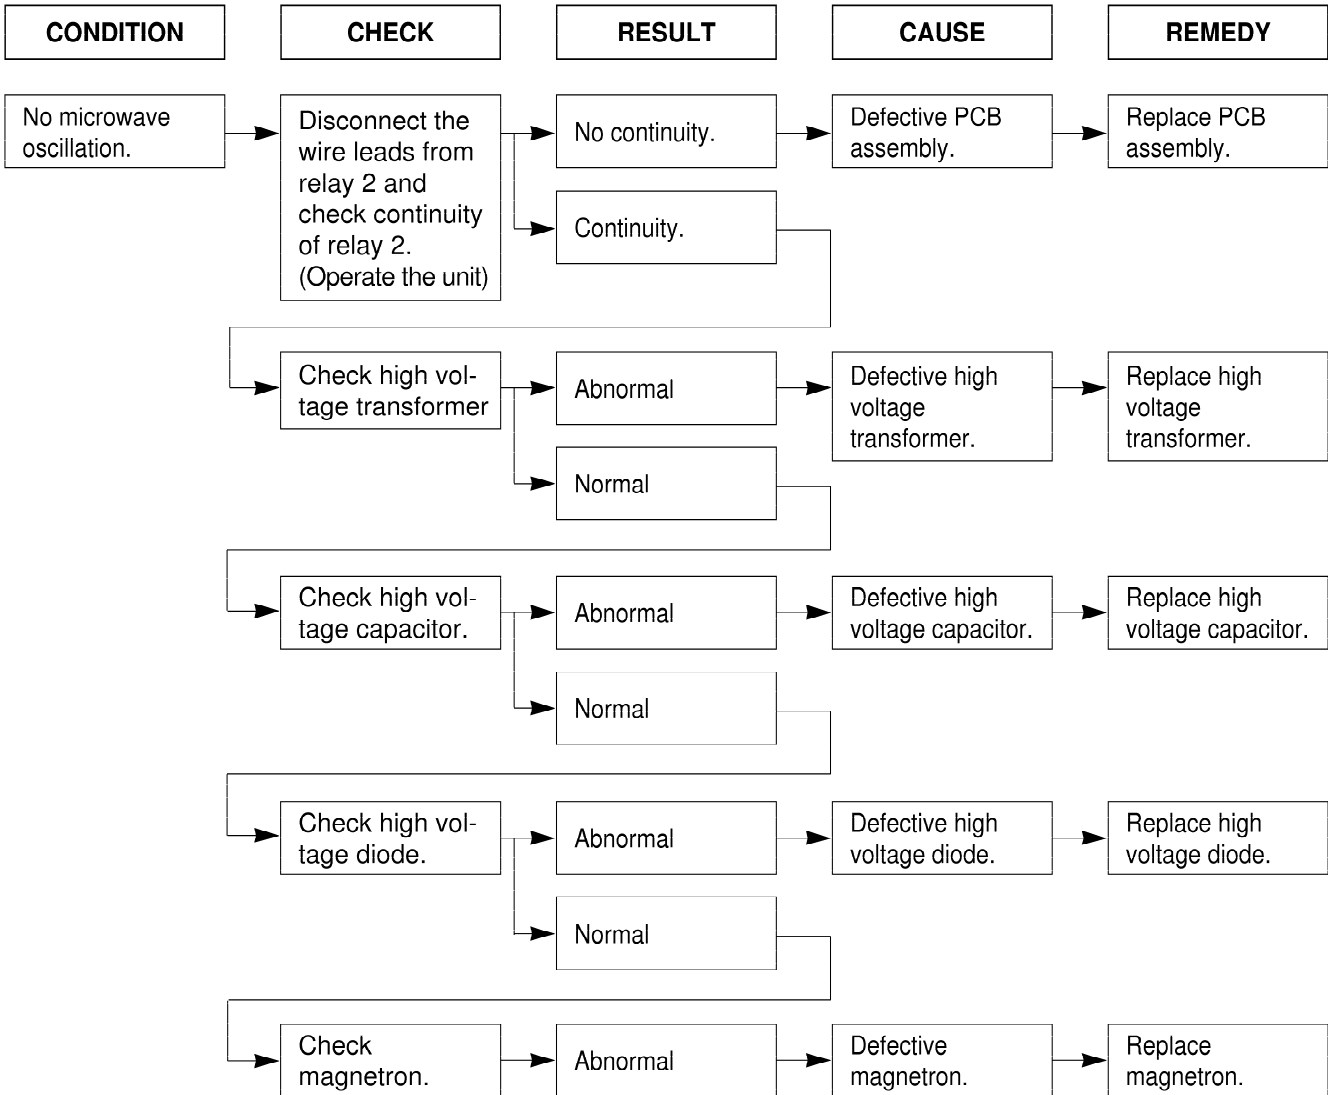 CONDITION
CHECK
RESULT
CAUSE
REMEDY
No microwave
oscillation.
Disconnect the
wire leads from
relay 2 and
check continuity
of relay 2.
(Operate the unit)
No continuity.
Defective PCB
assembly.
Replace PCB
assembly.
Continuity.
Check high vol-
tage transformer
Abnormal
Defective high
voltage
transformer.
Replace high
voltage
transformer.
Normal
Check high vol-
tage capacitor.
Abnormal
Defective high
voltage capacitor.
Replace high
voltage capacitor.
Normal
Check high vol-
tage diode.
Abnormal
Defective high
voltage diode.
Replace high
voltage diode.
Normal
Check
magnetron.
Abnormal
Defective
magnetron.
Replace
magnetron.